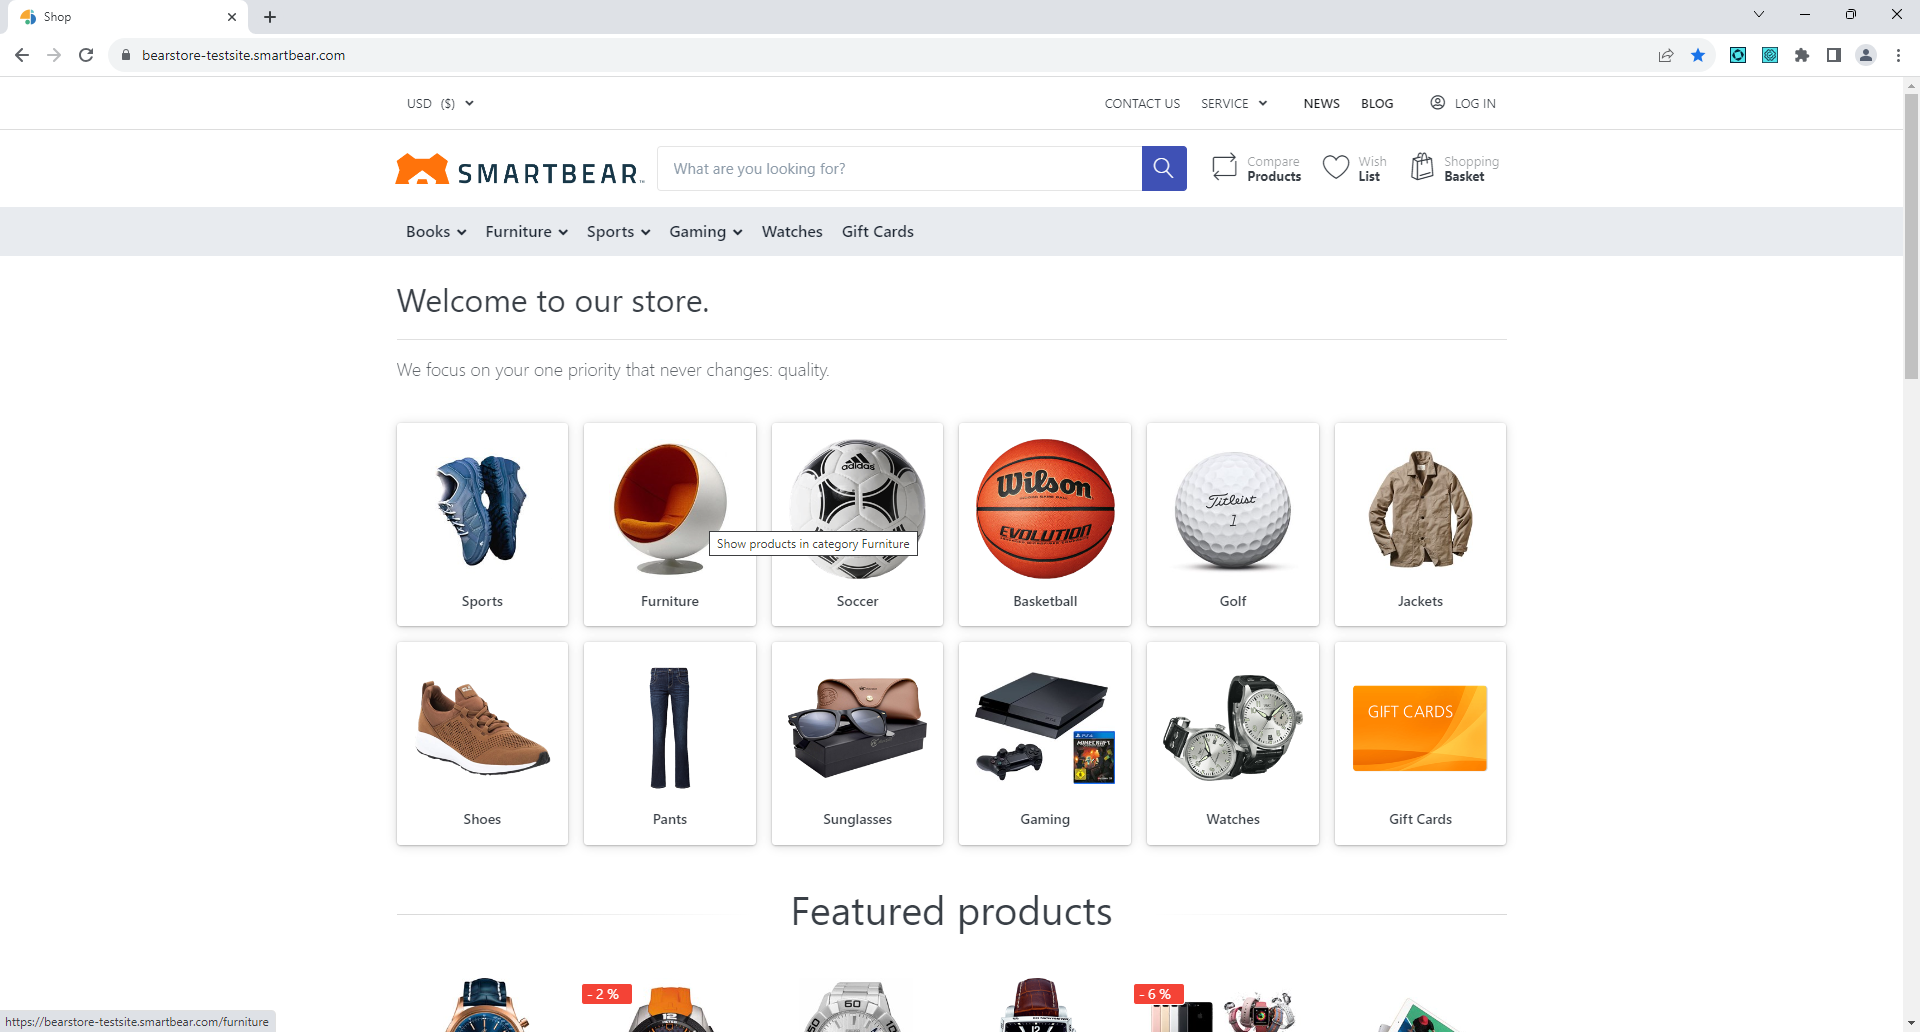 Shop
bearstore-testsite.smartbear.com
USD ($)
CONTACT US
SERVICE
NEWS
BLOG
LOG IN
SMARTBEAR
What are you looking for?
Compare
Products
Wish
List
Shopping
Basket
Books
Furniture
Sports
Gaming
Watches
Gift Cards
Welcome to our store.
We focus on your one priority that never changes: quality.
adidas
Wilson
EVOLUTION
Titleist
1
Show products in category Furniture
Sports
Furniture
Soccer
Basketball
Golf
Jackets
MINECRAFT
GIFT CARDS
Shoes
Pants
Sunglasses
Gaming
Watches
Gift Cards
Featured products
- 2 %
- 6 %
12
60
https://bearstore-testsite.smartbear.com/furniture